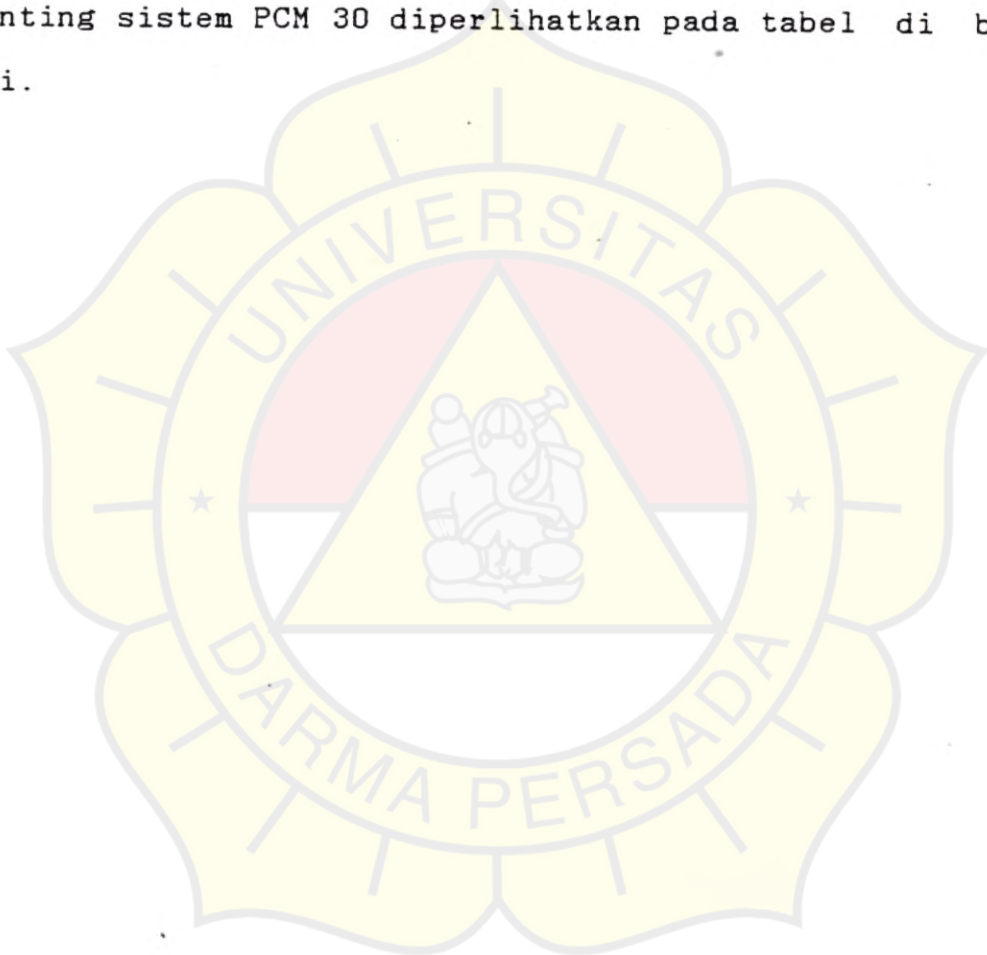 nting sistem PCM 30 diperlihatkan pada tabel di b
i.
UNIVERSITAS
DARMA PERSADA